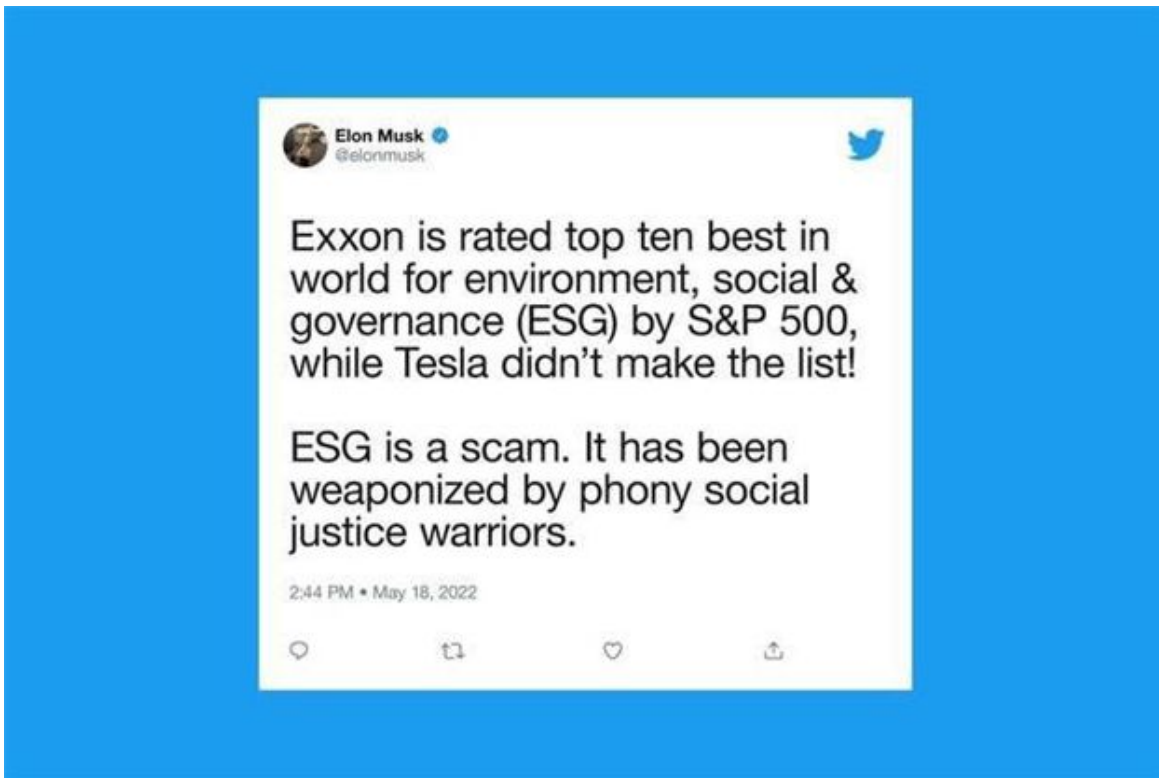 Elon Musk
@elonmusk
Exxon is rated top ten best in
world for environment, social &
governance (ESG) by S&P 500,
while Tesla didn’t make the list!
ESG is a scam. It has been
weaponized by phony social
justice warriors.
2:44 PM • May 18, 2022